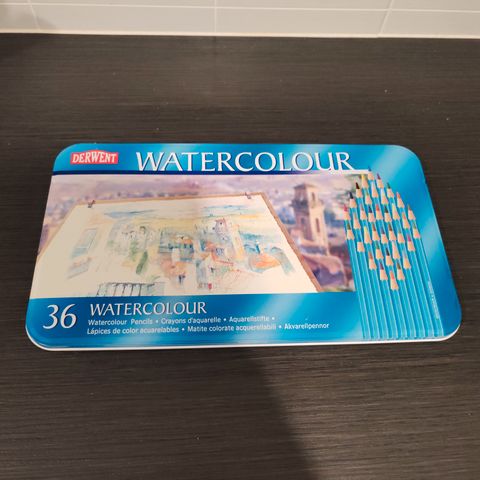 DERWENT
WATERCOLOUR
36 WATERCOLOUR
Watercolour Pencils • Crayons d'aquarelle • Aquarellstifte •
Lápices de color acuarelables • Matite colorate acquerellabili • Akvarellpennor